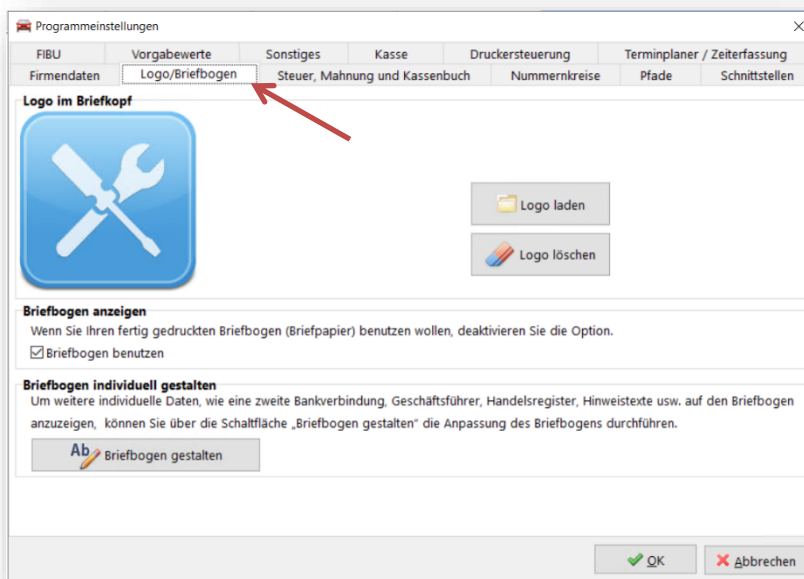 Programmeinstellungen
FIBU Vorgabewerte Sonstiges Kasse Druckersteuerung Terminplaner / Zeiterfassung
Firmendaten Logo/Briefbogen Steuer, Mahnung und Kassenbuch Nummernkreise Pfade Schnittstellen
Logo im Briefkopf
Logo laden
Logo löschen
Briefbogen anzeigen
Wenn Sie Ihren fertig gedruckten Briefbogen (Briefpapier) benutzen wollen, deaktivieren Sie die Option.
Briefbogen benutzen
Briefbogen individuell gestalten
Um weitere individuelle Daten, wie eine zweite Bankverbindung, Geschäftsführer, Handelsregister, Hinweistexte usw. auf den Briefbogen
anzuzeigen, können Sie über die Schaltfläche „Briefbogen gestalten" die Anpassung des Briefbogens durchführen.
Ab Briefbogen gestalten
OK Abbrechen